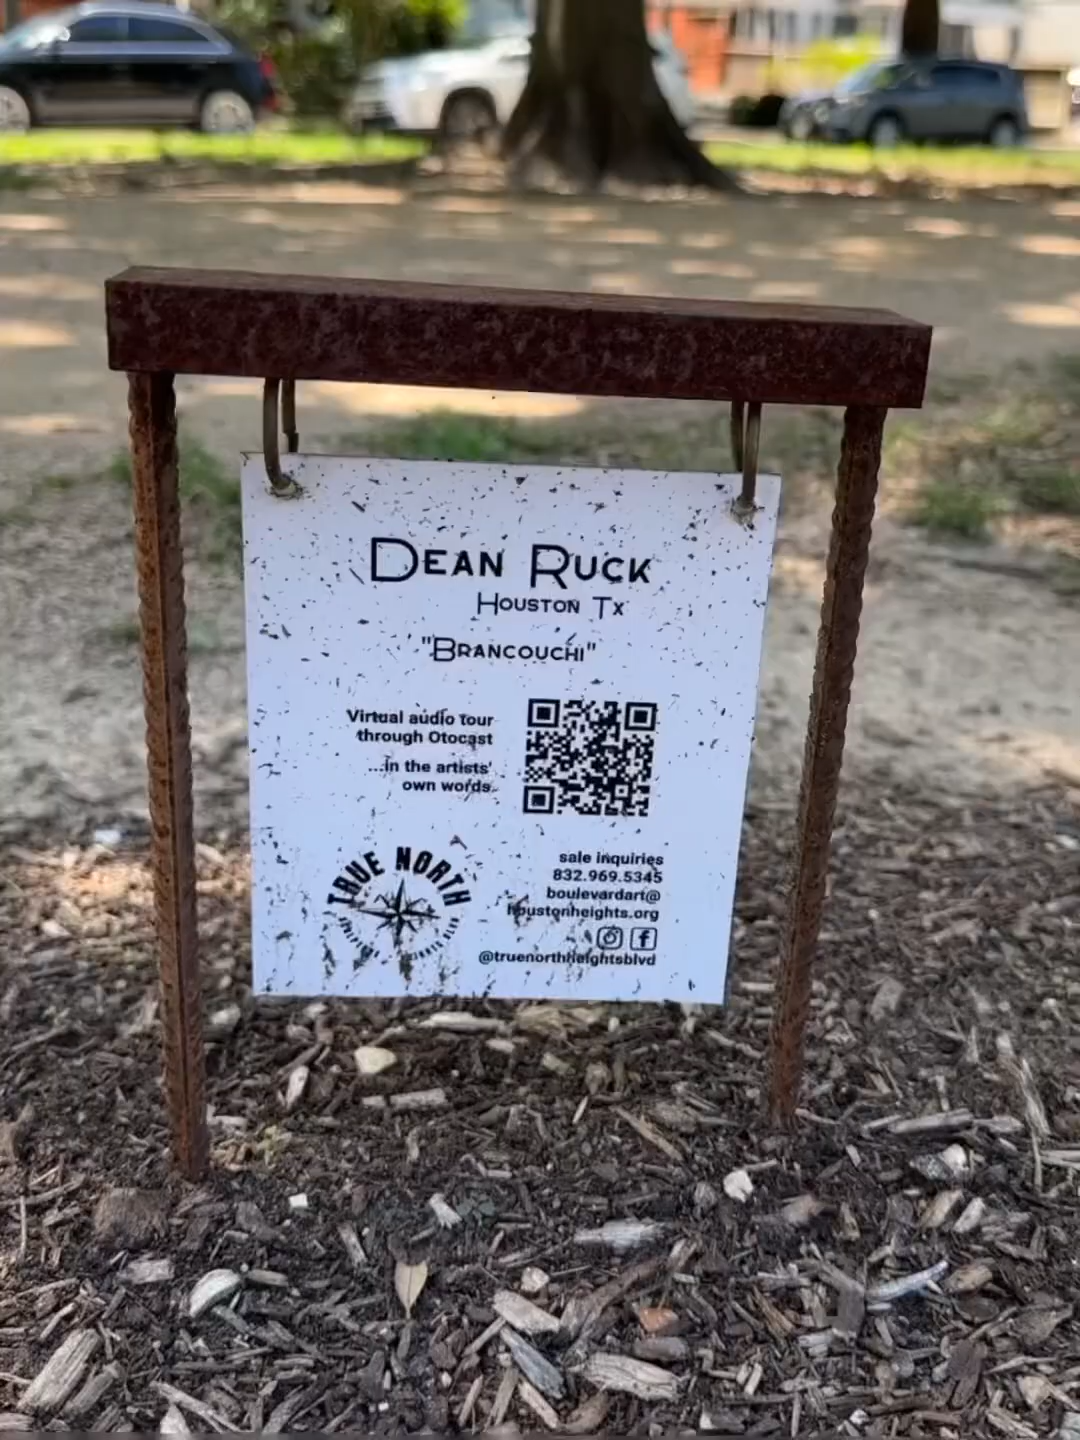 DEAN RUCK
HOUSTON TX
"BRANCOUCHI"
Virtual audio tour
through Otocast
...in the artists'
own words.
TRUE NORTH
sale inquiries
832.969.5345
boulevardart@
houstonheights.org
@truenorthheightsblvd